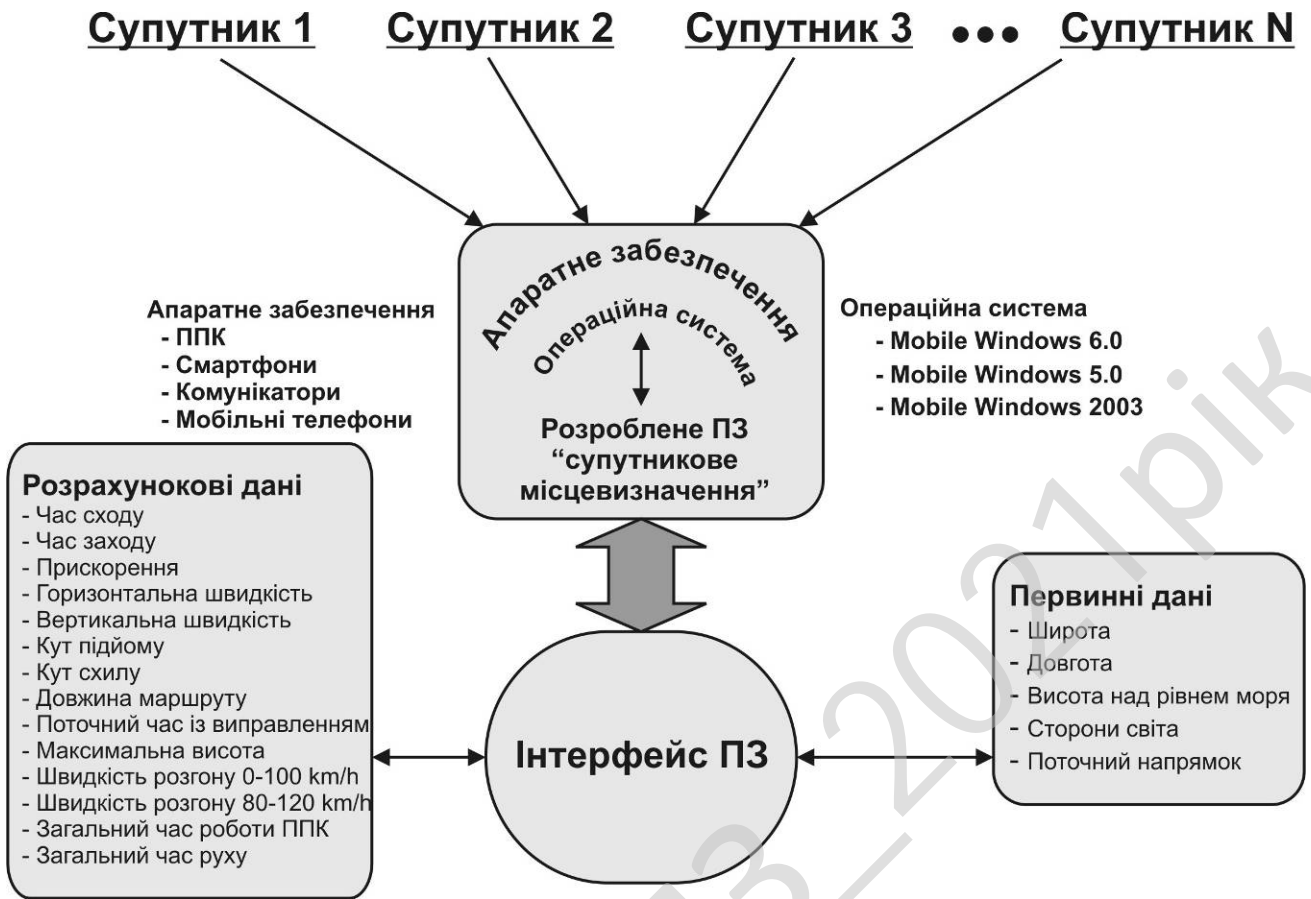 Супутник 1 Супутник 2 Супутник 3 ●●● Супутник N
Апаратне забезпечення
Операційна система
Розроблене ПЗ
“супутникове
місцевизначення”
Апаратне забезпечення
- ППК
- Смартфони
- Комунікатори
- Мобільні телефони
Операційна система
- Mobile Windows 6.0
- Mobile Windows 5.0
- Mobile Windows 2003
Розрахунокові дані
- Час сходу
- Час заходу
- Прискорення
- Горизонтальна швидкість
- Вертикальна швидкість
- Кут підйому
- Кут схилу
- Довжина маршруту
- Поточний час із виправленням
- Максимальна висота
- Швидкість розгону 0-100 km/h
- Швидкість розгону 80-120 km/h
- Загальний час роботи ППК
- Загальний час руху
Інтерфейс ПЗ
Первинні дані
- Широта
- Довгота
- Висота над рівнем моря
- Сторони світа
- Поточний напрямок
_2021рік